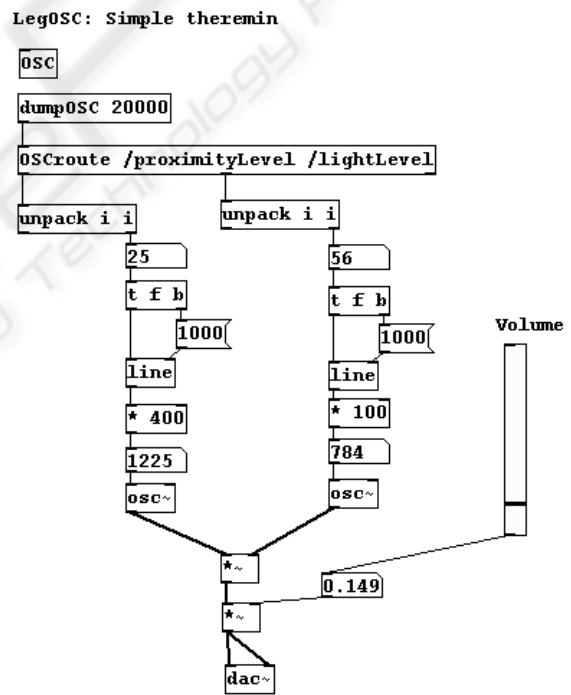 LegOSC: Simple theremin
OSC
dumpOSC 20000
OSCroute /proximityLevel /lightLevel
unpack i i
unpack i i
25
56
t f b
t f b
1000
1000
Volume
line
line
* 400
* 100
1225
784
osc~
osc~
*~
0.149
*~
dac~